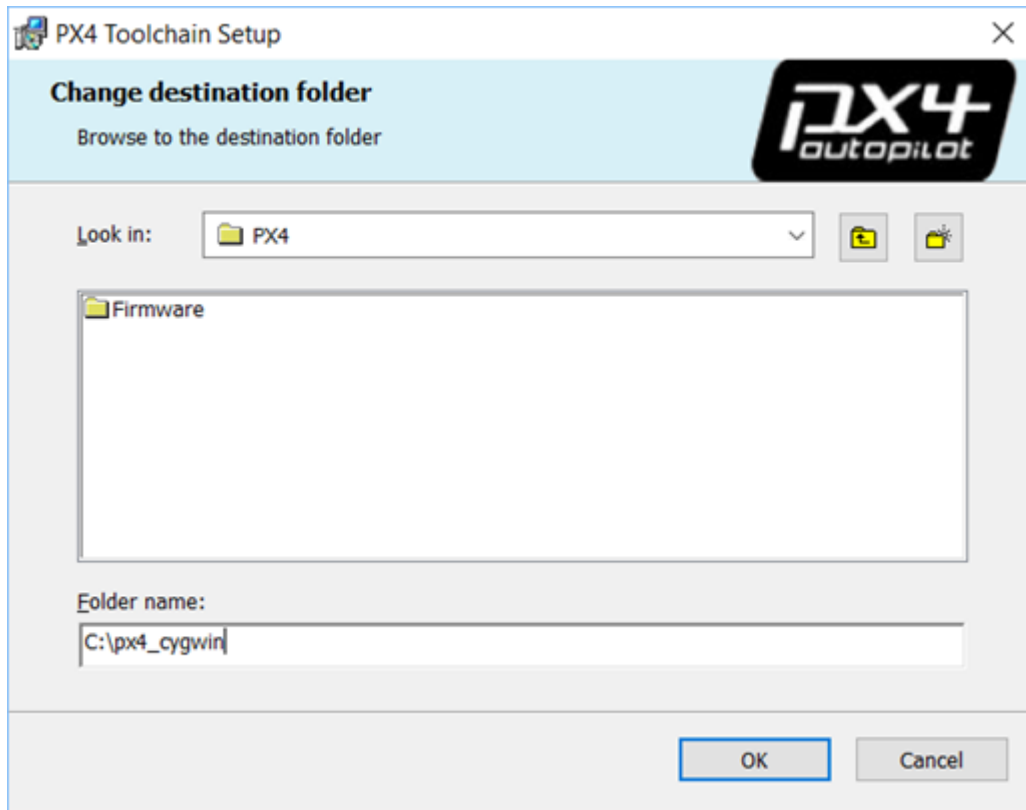 PX4 Toolchain Setup
Change destination folder
Browse to the destination folder
px4
autopilot
Look in:
PX4
Firmware
Folder name:
C:\px4_cygwin
OK
Cancel